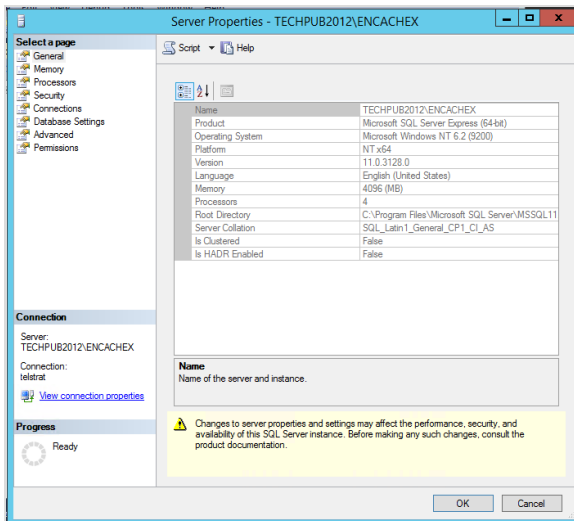 Server Properties - TECHPUB2012\ENCACHEX
Select a page
General
Memory
Processors
Security
Connections
Database Settings
Advanced
Permissions
Script Help
Name TECHPUB2012\ENCACHEX
Product Microsoft SQL Server Express (64-bit)
Operating System Microsoft Windows NT 6.2 (9200)
Platform NT x64
Version 11.0.3128.0
Language English (United States)
Memory 4096 (MB)
Processors 4
Root Directory C:\Program Files\Microsoft SQL Server\MSSQL11
Server Collation SQL_Latin1_General_CP1_CI_AS
Is Clustered False
Is HADR Enabled False
Connection
Server:
TECHPUB2012\ENCACHEX
Connection:
telstrat
View connection properties
Name
Name of the server and instance.
Progress
Ready
Changes to server properties and settings may affect the performance, security, and
availability of this SQL Server instance. Before making any such changes, consult the
product documentation.
OK Cancel